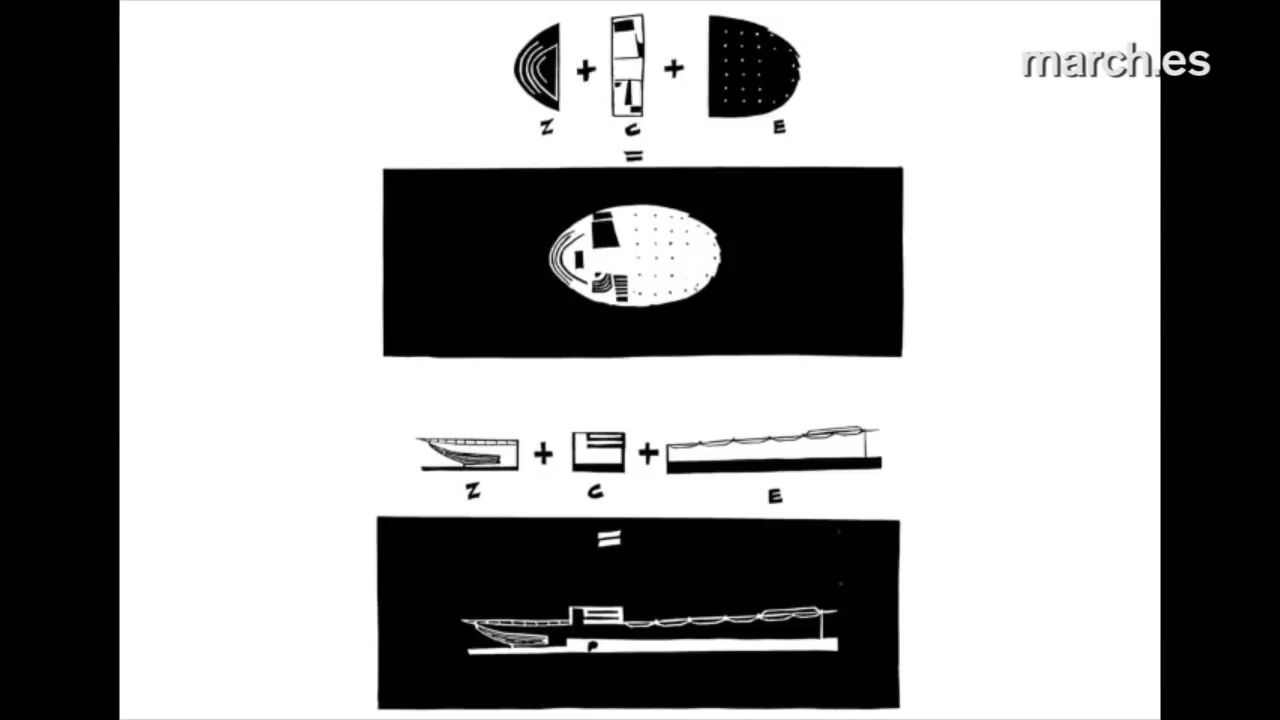 march.es
+ +
Z C E
=
+ +
Z C E
=
P